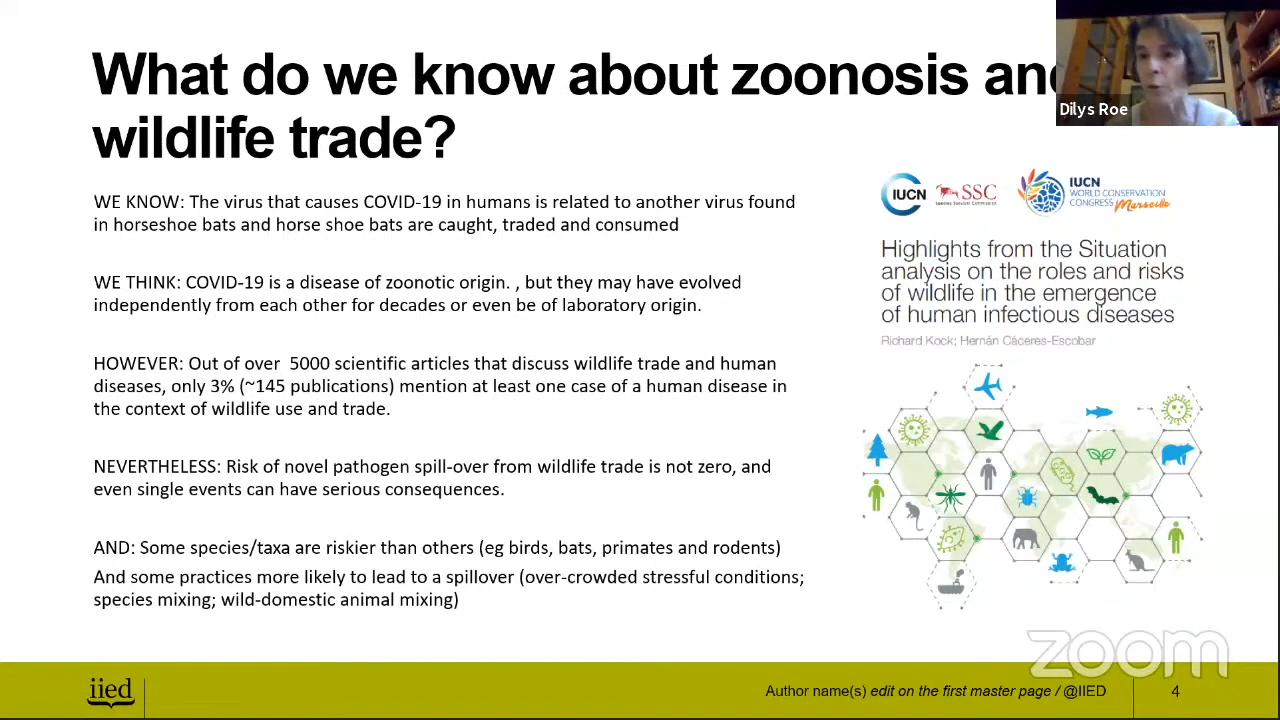 What do we know about zoonosis an
wildlife trade?
Dilys Roe
WE KNOW: The virus that causes COVID-19 in humans is related to another virus found
in horseshoe bats and horse shoe bats are caught, traded and consumed
WE THINK: COVID-19 is a disease of zoonotic origin. , but they may have evolved
independently from each other for decades or even be of laboratory origin.
HOWEVER: Out of over 5000 scientific articles that discuss wildlife trade and human
diseases, only 3% (~145 publications) mention at least one case of a human disease in
the context of wildlife use and trade.
NEVERTHELESS: Risk of novel pathogen spill-over from wildlife trade is not zero, and
even single events can have serious consequences.
AND: Some species/taxa are riskier than others (eg birds, bats, primates and rodents)
And some practices more likely to lead to a spillover (over-crowded stressful conditions;
species mixing; wild-domestic animal mixing)
IUCN
SSC
Species Survival Commission
IUCN
WORLD CONSERVATION
CONGRESS Marseille
Highlights from the Situation
analysis on the roles and risks
of wildlife in the emergence
of human infectious diseases
Richard Kock; Hernán Cáceres-Escobar
zoom
iied
Author name(s) edit on the first master page / @IIED
4